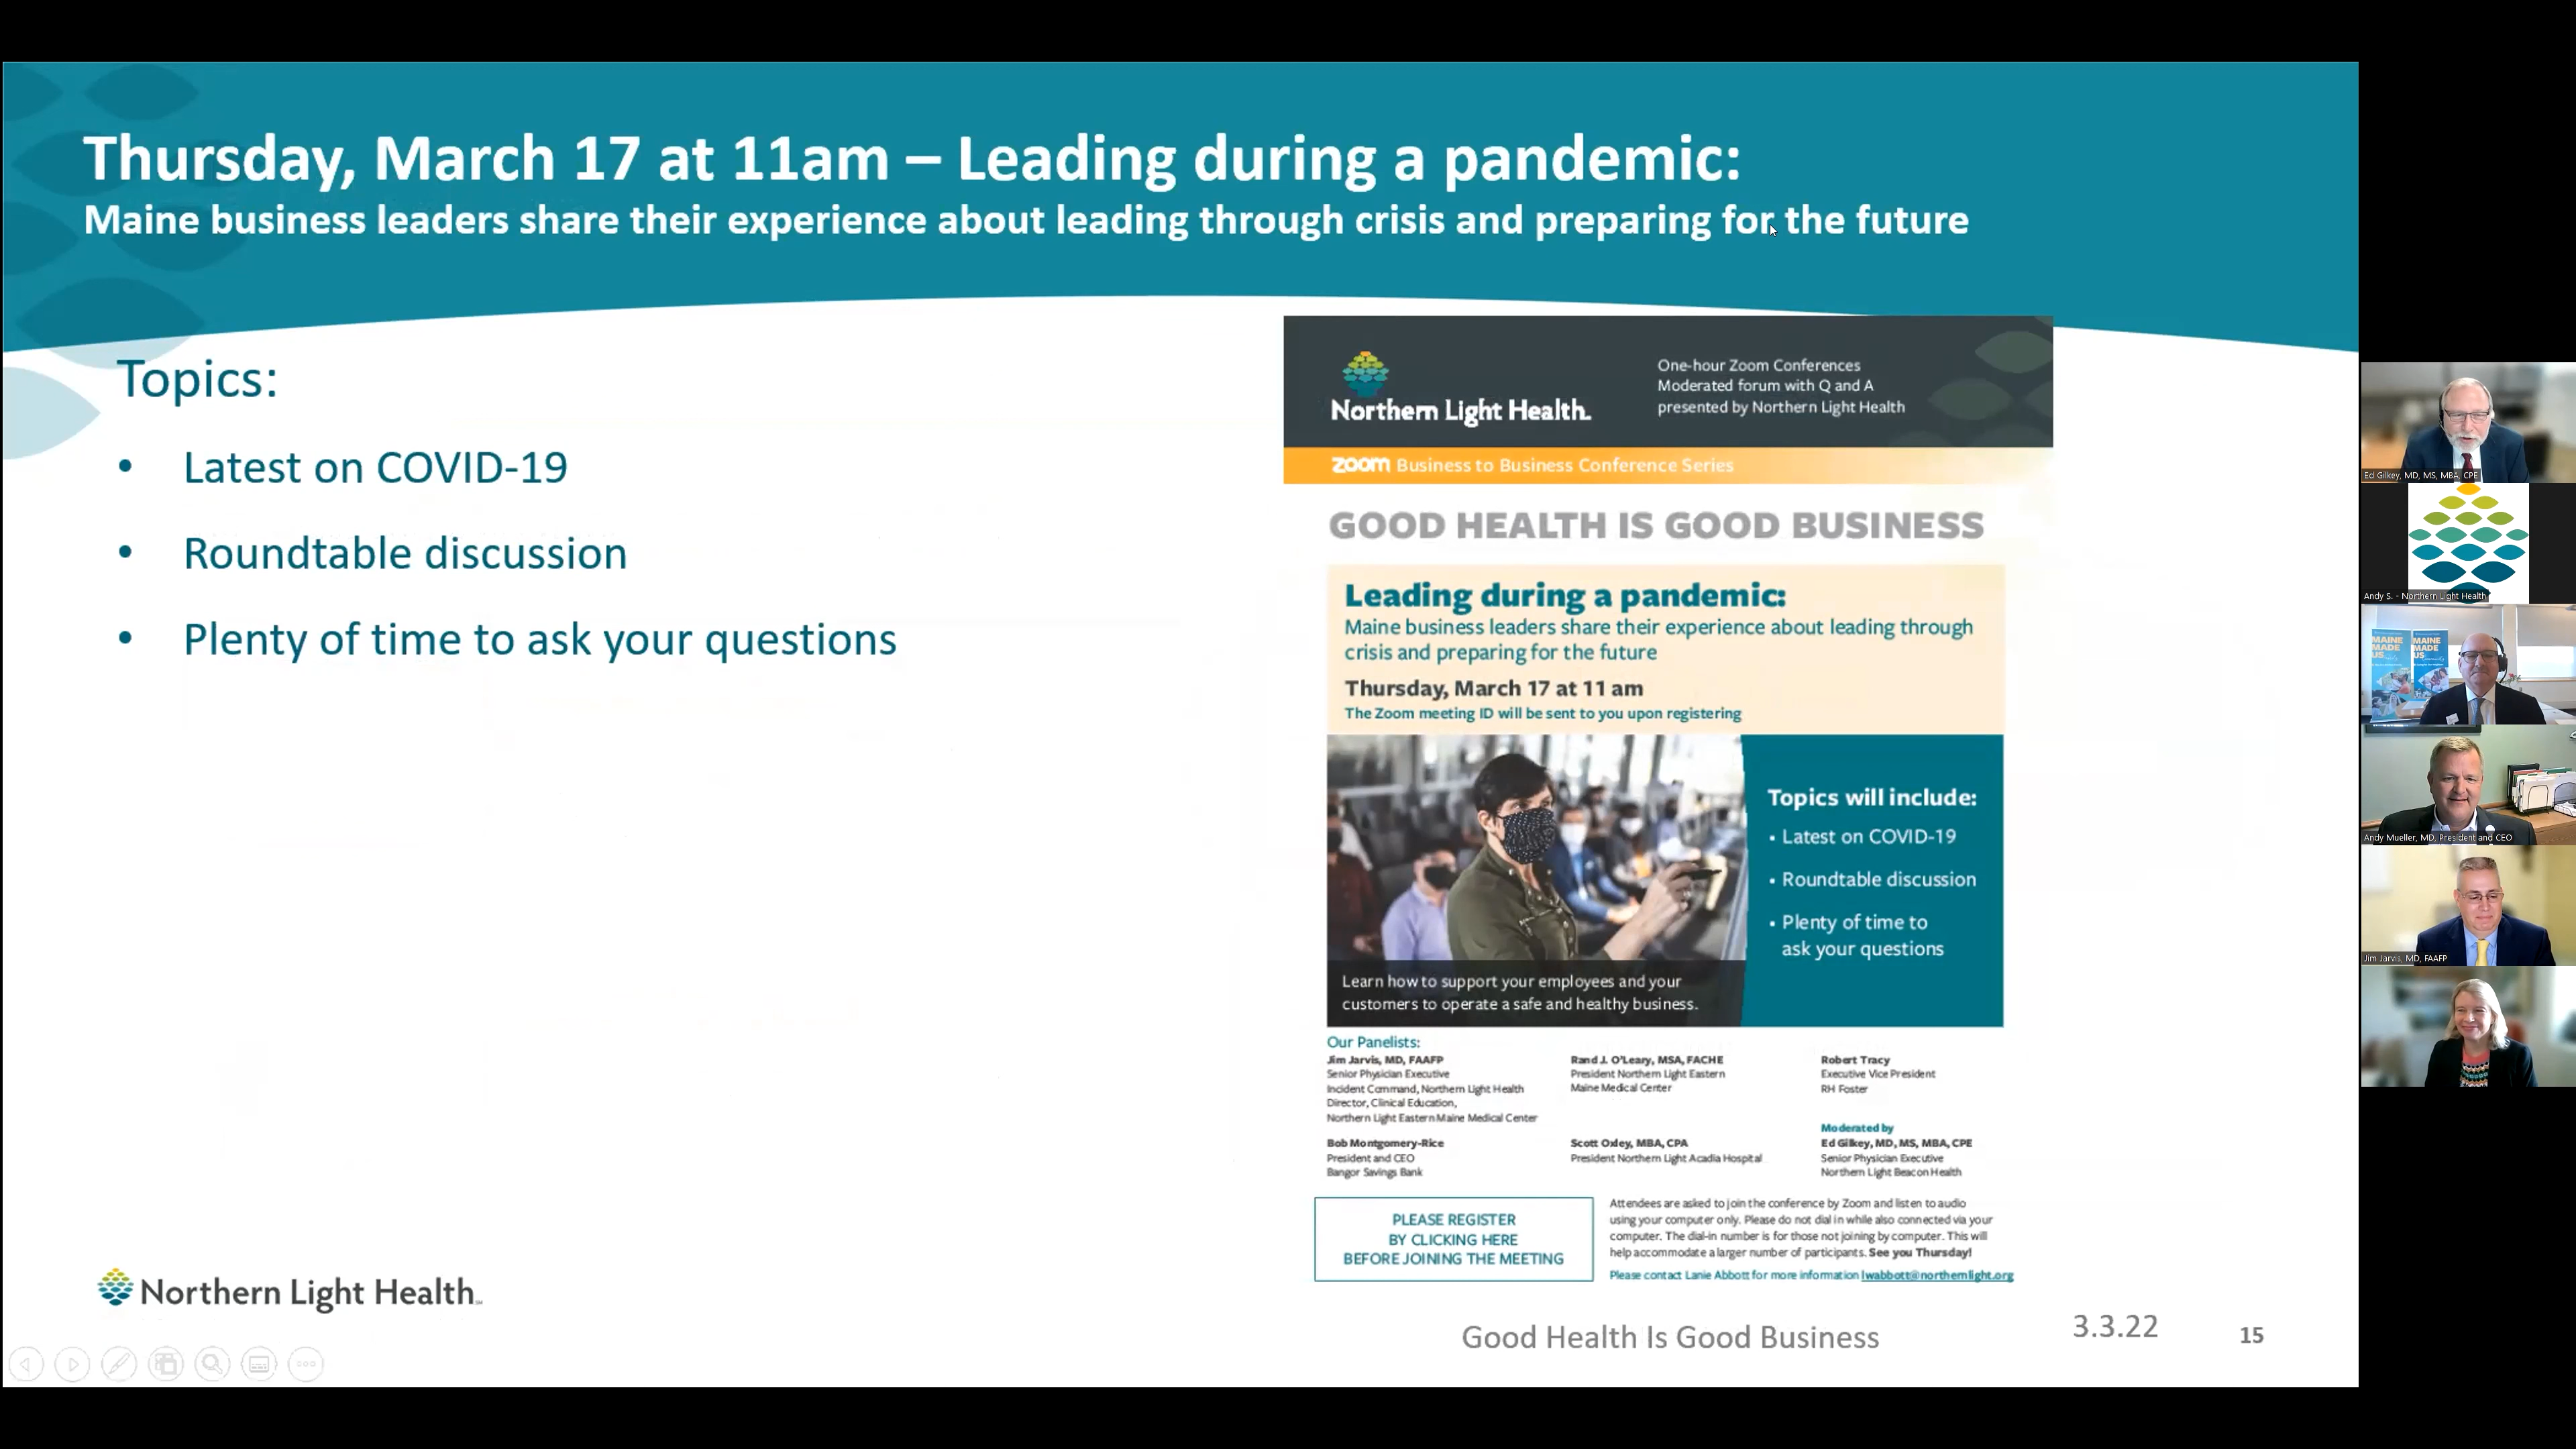 Thursday, March 17 at 11am – Leading during a pandemic:
Maine business leaders share their experience about leading through crisis and preparing for the future
Topics:
• Latest on COVID-19
• Roundtable discussion
• Plenty of time to ask your questions
Northern Light Health.
One-hour Zoom Conferences
Moderated forum with Q and A
presented by Northern Light Health
zoom Business to Business Conference Series
GOOD HEALTH IS GOOD BUSINESS
Leading during a pandemic:
Maine business leaders share their experience about leading through
crisis and preparing for the future
Thursday, March 17 at 11 am
The Zoom meeting ID will be sent to you upon registering
Topics will include:
• Latest on COVID-19
• Roundtable discussion
• Plenty of time to
ask your questions
Learn how to support your employees and your
customers to operate a safe and healthy business.
Our Panelists:
Jim Jarvis, MD, FAAFP
Senior Physician Executive
Incident Command, Northern Light Health
Director, Clinical Education,
Northern Light Eastern Maine Medical Center
Rand J. O'Leary, MSA, FACHE
President Northern Light Eastern
Maine Medical Center
Robert Tracy
Executive Vice President
RH Foster
Bob Montgomery-Rice
President and CEO
Bangor Savings Bank
Scott Oxley, MBA, CPA
President Northern Light Acadia Hospital
Moderated by
Ed Gilkey, MD, MS, MBA, CPE
Senior Physician Executive
Northern Light Beacon Health
PLEASE REGISTER
BY CLICKING HERE
BEFORE JOINING THE MEETING
Attendees are asked to join the conference by Zoom and listen to audio
using your computer only. Please do not dial in while also connected via your
computer. The dial-in number is for those not joining by computer. This will
help accommodate a larger number of participants. See you Thursday!
Please contact Lanie Abbott for more information lwabbott@northernlight.org
Northern Light Health
Good Health Is Good Business
3.3.22
15
Ed Gilkey, MD, MS, MBA, CPE
Andy S. - Northern Light Health
MAINE
MADE
US
MAINE
MADE
US
Andy Mueller, MD, President and CEO
Jim Jarvis, MD, FAAFP